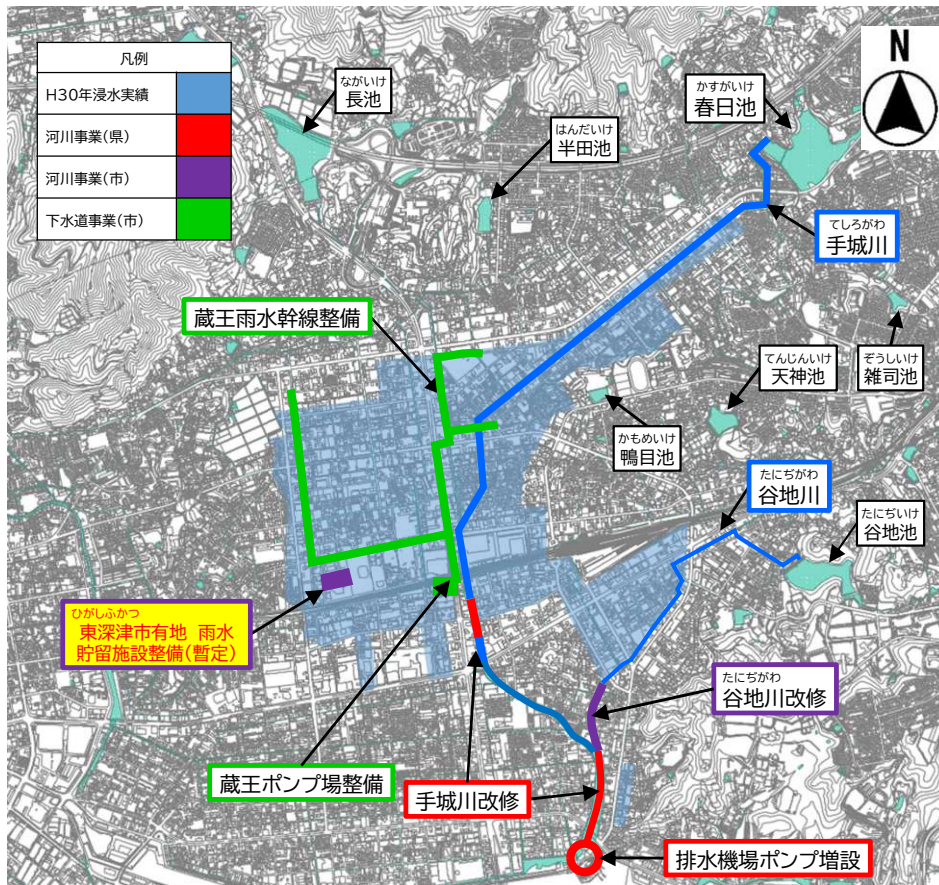 凡例
H30年浸水実績
河川事業(県)
河川事業(市)
下水道事業(市)
N
ながいけ
長池
はんだいけ
半田池
かすがいけ
春日池
てしろがわ
手城川
蔵王雨水幹線整備
てんじんいけ
天神池
ぞうしいけ
雑司池
かもめいけ
鴨目池
たにぢがわ
谷地川
たにぢいけ
谷地池
ひがしふかつ
東深津市有地 雨水
貯留施設整備(暫定)
たにぢがわ
谷地川改修
蔵王ポンプ場整備
手城川改修
排水機場ポンプ増設